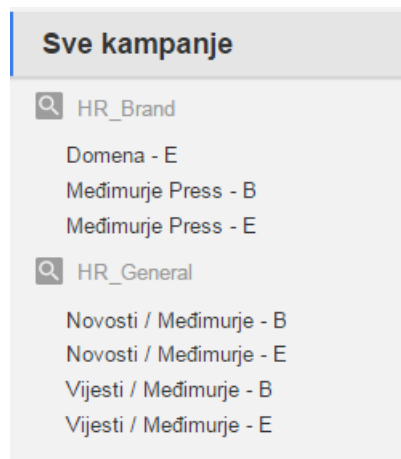 Sve kampanje
HR_Brand
Domena - E
Međimurje Press - B
Međimurje Press - E
HR_General
Novosti / Međimurje - B
Novosti / Međimurje - E
Vijesti / Međimurje - B
Vijesti / Međimurje - E